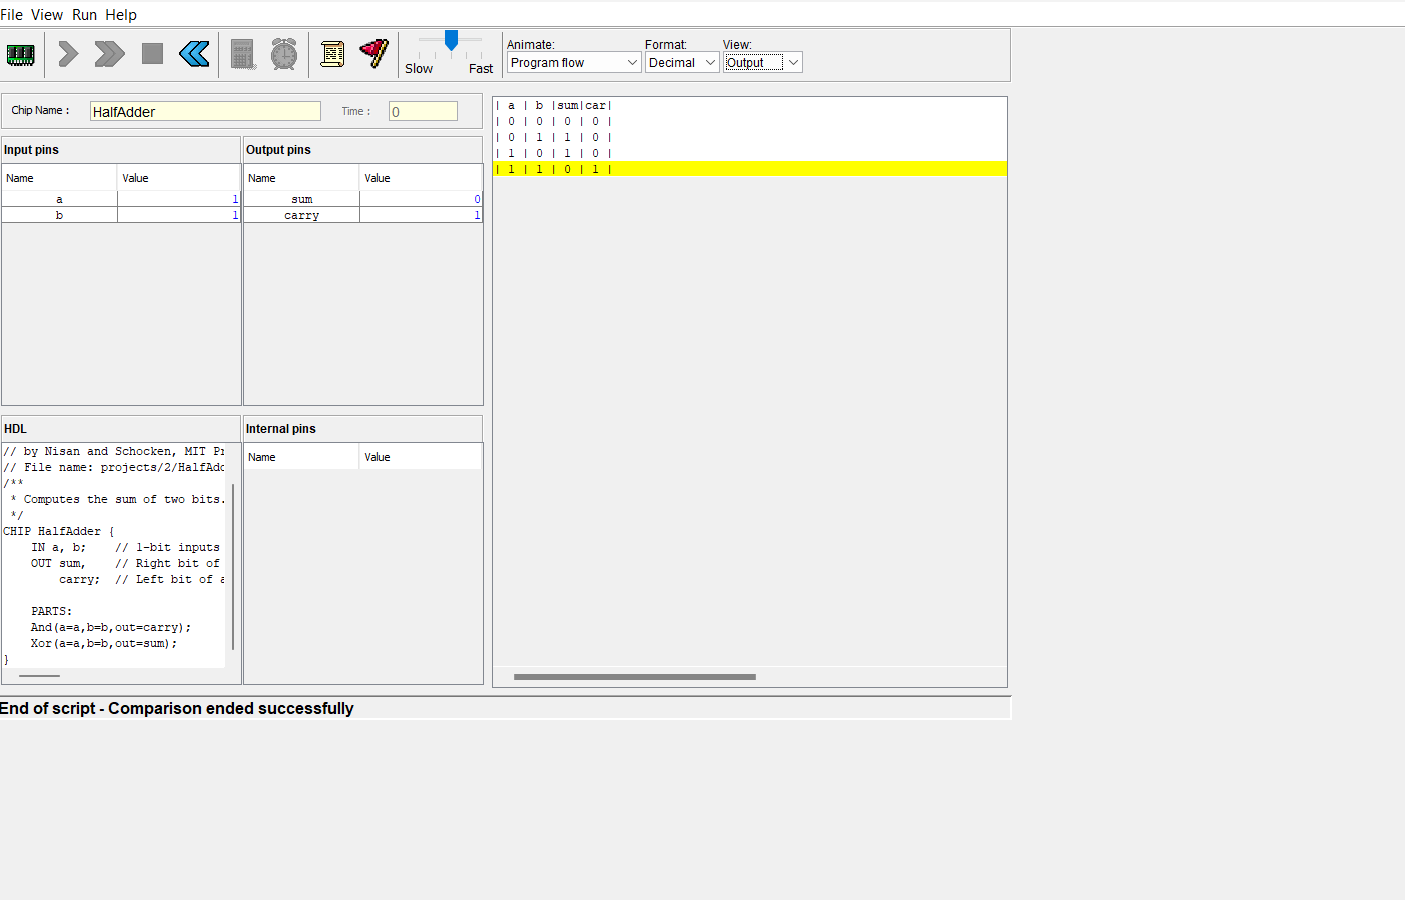 File View Run Help
Animate: Format: View:
Slow Fast Program flow Decimal Output
Chip Name : HalfAdder Time : 0
Input pins
Name Value
a 1
b 1
Output pins
Name Value
sum 0
carry 1
| a | b |sum|car|
| 0 | 0 | 0 | 0 |
| 0 | 1 | 1 | 0 |
| 1 | 0 | 1 | 0 |
| 1 | 1 | 0 | 1 |
HDL
// by Nisan and Schocken, MIT Pr
// File name: projects/2/HalfAdd
/**
 * Computes the sum of two bits.
 */
CHIP HalfAdder {
    IN a, b;    // 1-bit inputs
    OUT sum,    // Right bit of
        carry;  // Left bit of a
    PARTS:
    And(a=a,b=b,out=carry);
    Xor(a=a,b=b,out=sum);
}
Internal pins
Name Value
End of script - Comparison ended successfully